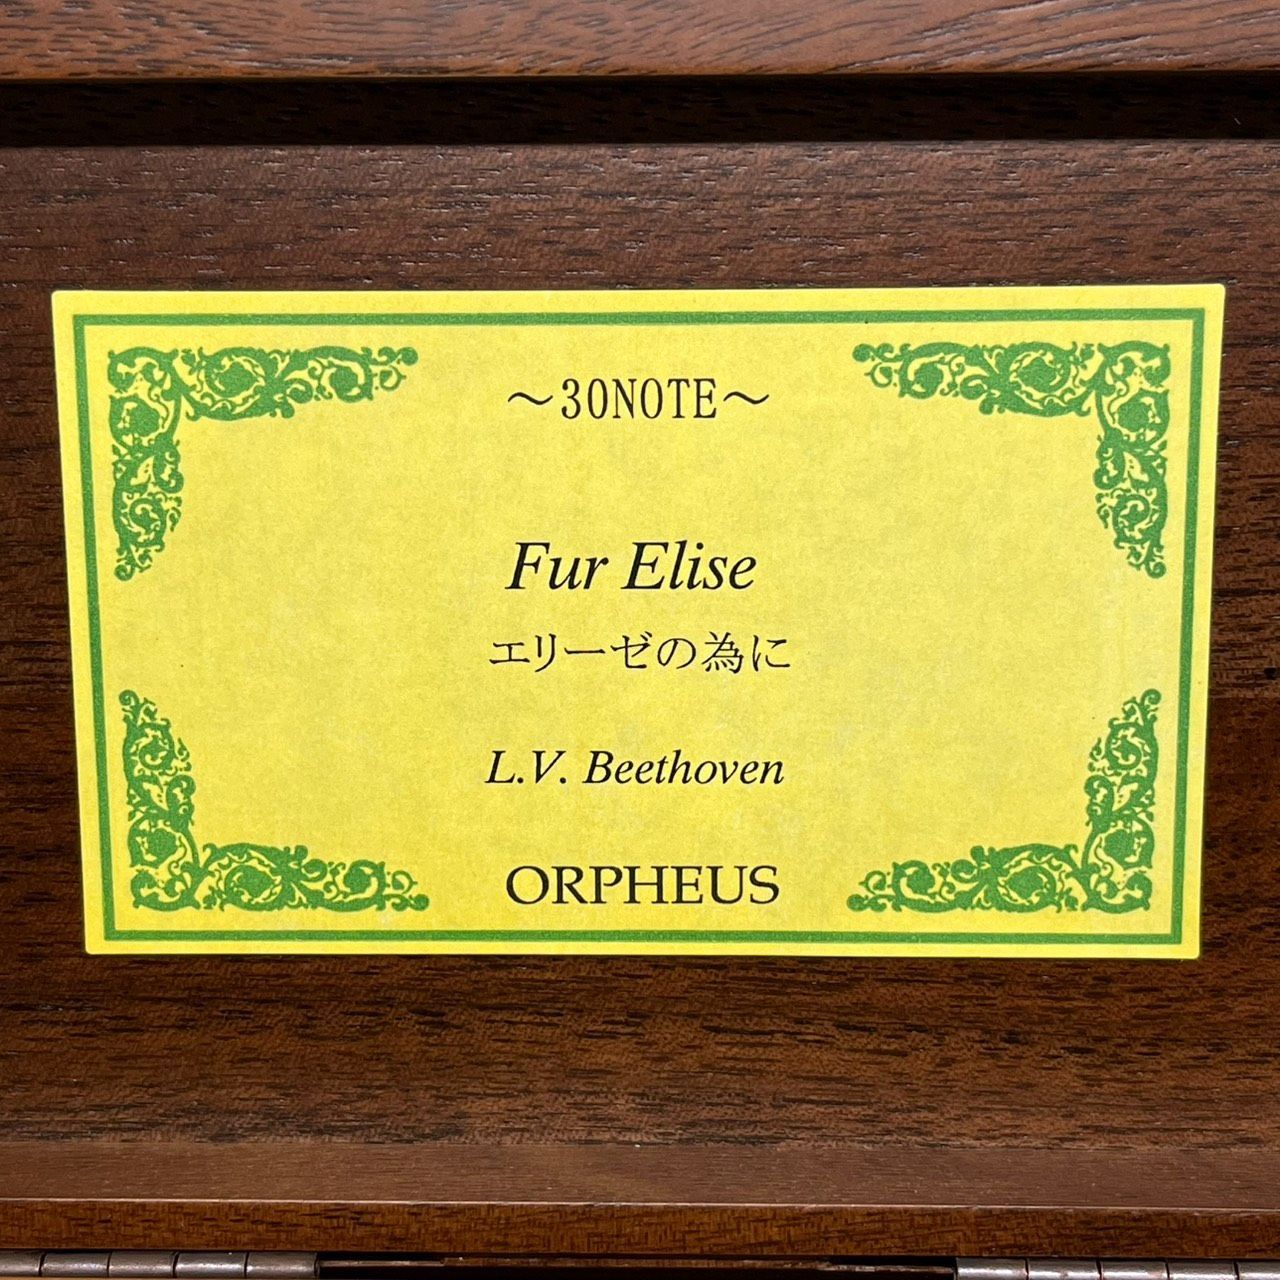 ～30NOTE～
Fur Elise
エリーゼの為に
L.V. Beethoven
ORPHEUS